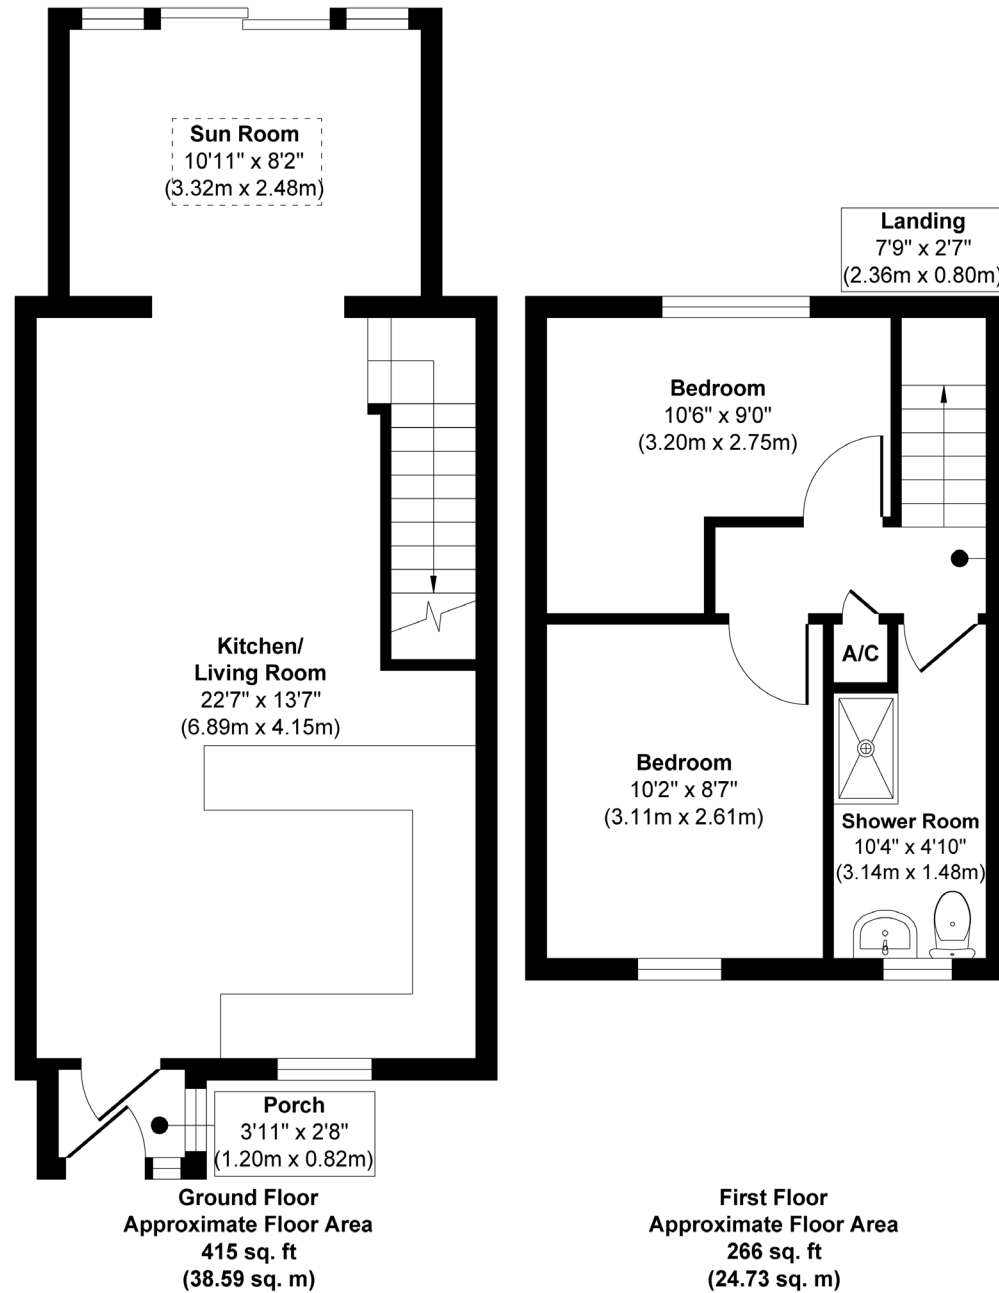 Sun Room
10'11" x 8'2"
(3.32m x 2.48m)
Landing
7'9" x 2'7"
(2.36m x 0.80m)
Bedroom
10'6" x 9'0"
(3.20m x 2.75m)
Kitchen/
Living Room
22'7" x 13'7"
(6.89m x 4.15m)
A/C
Bedroom
10'2" x 8'7"
(3.11m x 2.61m)
Shower Room
10'4" x 4'10"
(3.14m x 1.48m)
Porch
3'11" x 2'8"
(1.20m x 0.82m)
Ground Floor
Approximate Floor Area
415 sq. ft
(38.59 sq. m)
First Floor
Approximate Floor Area
266 sq. ft
(24.73 sq. m)